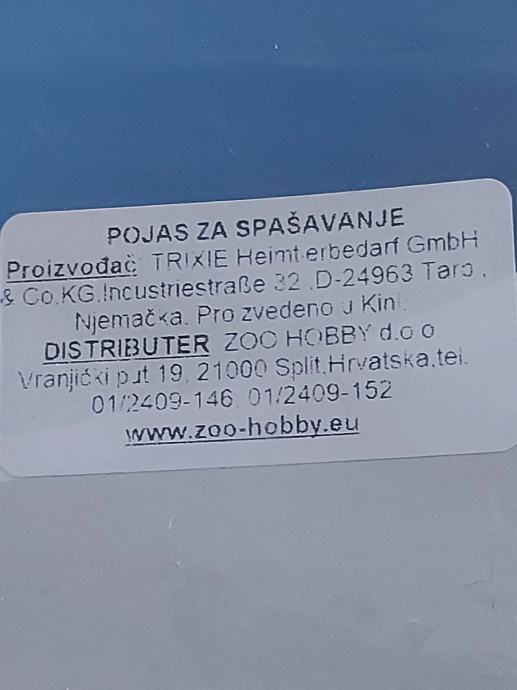 POJAS ZA SPAŠAVANJE
Proizvođač: TRIXIE Heimtierbedarf GmbH
& Co.KG.Industriestraße 32 .D-24963 Tarp ,
Njemačka. Proizvedeno u Kini.
DISTRIBUTER ZOO HOBBY d.o o
Vranjički put 19, 21000 Split,Hrvatska,tel.
01/2409-146, 01/2409-152
www.zoo-hobby.eu